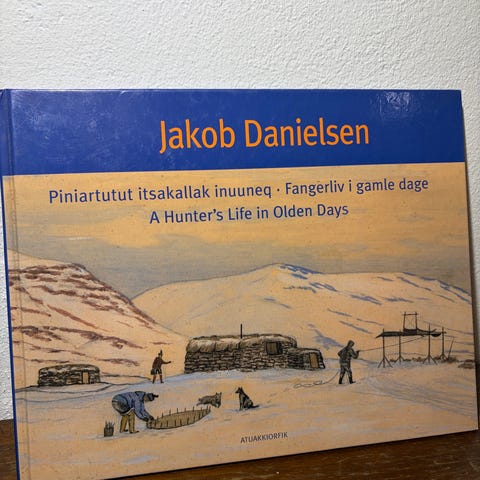 Jakob Danielsen
Piniartutut itsakallak inuuneq · Fangerliv i gamle dage
A Hunter's Life in Olden Days
ATUAKKIORFIK